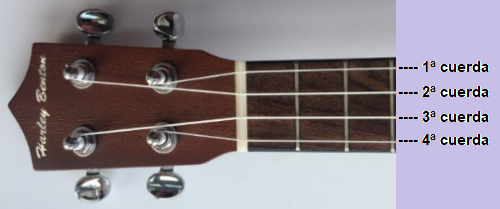 Harley Benton
---- 1ª cuerda
---- 2ª cuerda
---- 3ª cuerda
---- 4ª cuerda